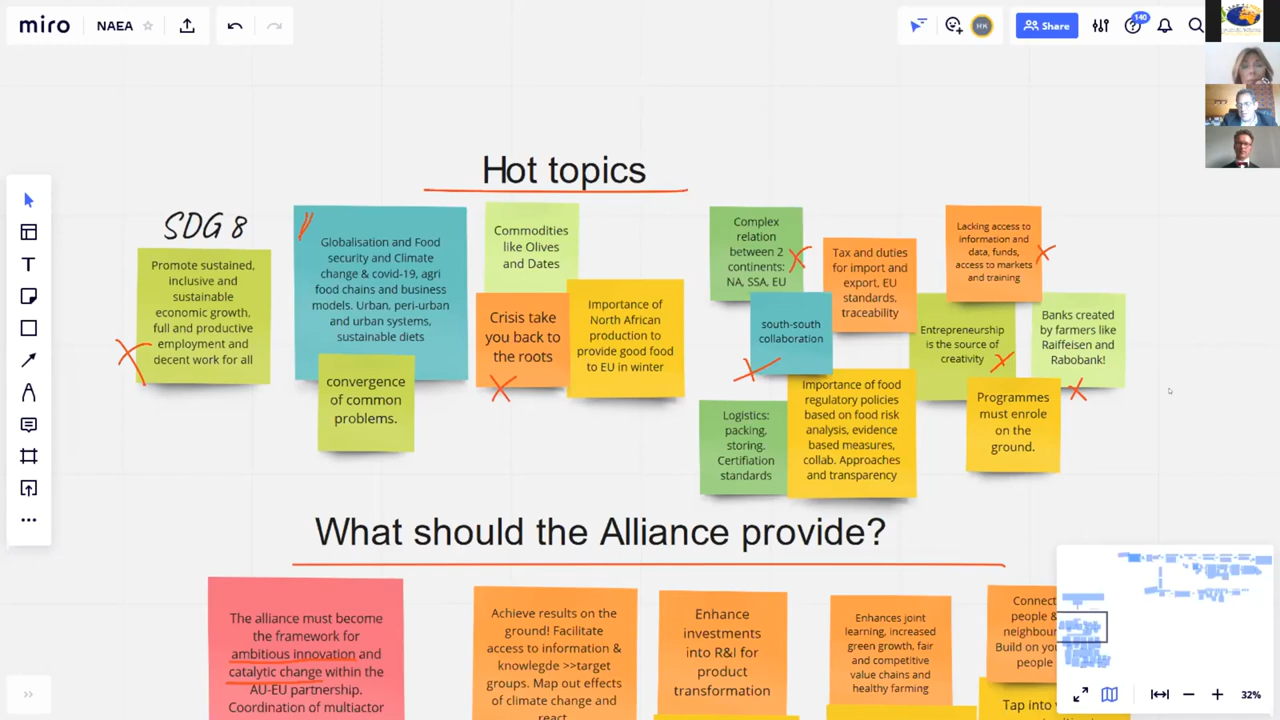 miro
NAEA
Share
140
MK
Hot topics
SDG 8
Promote sustained,
inclusive and
sustainable
economic growth,
full and productive
employment and
decent work for all
Globalisation and Food
security and Climate
change & covid-19, agri
food chains and business
models. Urban, peri-urban
and urban systems,
sustainable diets
convergence
of common
problems.
Commodities
like Olives
and Dates
Crisis take
you back to
the roots
Importance of
North African
production to
provide good food
to EU in winter
Complex
relation
between 2
continents:
NA, SSA, EU
south-south
collaboration
Tax and duties
for import and
export, EU
standards,
traceability
Logistics:
packing,
storing.
Certifiation
standards
Importance of food
regulatory policies
based on food risk
analysis, evidence
based measures,
collab. Approaches
and transparency
Lacking access to
information and
data, funds,
access to markets
and training
Entrepreneurship
is the source of
creativity
Banks created
by farmers like
Raiffeisen and
Rabobank!
Programmes
must enrole
on the
ground.
What should the Alliance provide?
The alliance must become
the framework for
ambitious innovation and
catalytic change within the
AU-EU partnership.
Coordination of multiactor
Achieve results on the
ground! Facilitate
access to information &
knowlegde >>target
groups. Map out effects
of climate change and
react
Enhance
investments
into R&I for
product
transformation
Enhances joint
learning, increased
green growth, fair
and competitive
value chains and
healthy farming
Connect
people &
neighbou
Build on you
people
Tap into
32%